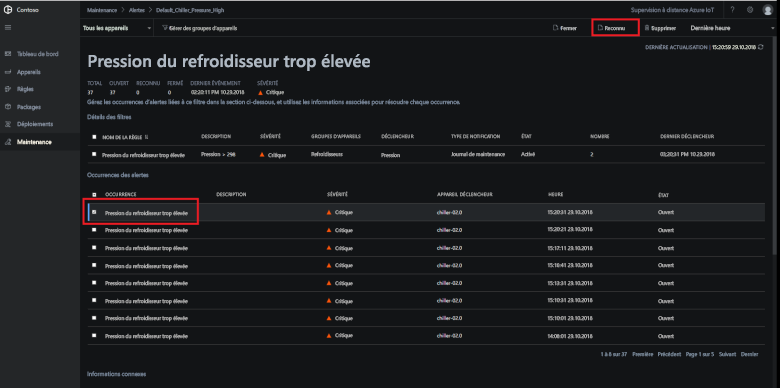 Contoso
Maintenance > Alertes > Default_Chiller_Pressure_High
Supervision à distance Azure IoT ?
Tous les appareils
Gérer des groupes d'appareils
Fermer
Reconnu
Supprimer
Dernière heure
Tableau de bord
Appareils
Règles
Packages
Déploiements
Maintenance
DERNIÈRE ACTUALISATION | 15:20:59 29.10.2018
Pression du refroidisseur trop élevée
TOTAL OUVERT RECONNU FERMÉ DERNIER ÉVÉNEMENT SÉVÉRITÉ
37 37 0 0 02:23:11 PM 10.23.2018 Critique
Gérez les occurrences d'alertes liées à ce filtre dans la section ci-dessous, et utilisez les informations associées pour résoudre chaque occurrence.
Détails des filtres
NOM DE LA RÈGLE DESCRIPTION SÉVÉRITÉ GROUPES D'APPAREILS DÉCLENCHEUR TYPE DE NOTIFICATION ÉTAT NOMBRE DERNIER DÉCLENCHEUR
Pression du refroidisseur trop élevée Pression > 298 Critique Refroidisseurs Pression Journal de maintenance Activé 2 03:20:31 PM 10.29.2018
Occurrences des alertes
OCCURRENCE DESCRIPTION SÉVÉRITÉ APPAREIL DÉCLENCHEUR HEURE ÉTAT
Pression du refroidisseur trop élevée Critique chiller-02.0 15:20:31 29.10.2018 Ouvert
Pression du refroidisseur trop élevée Critique chiller-02.0 15:20:21 29.10.2018 Ouvert
Pression du refroidisseur trop élevée Critique chiller-02.0 15:17:11 29.10.2018 Ouvert
Pression du refroidisseur trop élevée Critique chiller-02.0 15:16:41 29.10.2018 Ouvert
Pression du refroidisseur trop élevée Critique chiller-02.0 15:13:31 29.10.2018 Ouvert
Pression du refroidisseur trop élevée Critique chiller-02.0 15:10:31 29.10.2018 Ouvert
Pression du refroidisseur trop élevée Critique chiller-02.0 15:10:01 29.10.2018 Ouvert
Pression du refroidisseur trop élevée Critique chiller-02.0 14:08:01 29.10.2018 Ouvert
1 à 8 sur 37 Première Précédent Page 1 sur 5 Suivant Dernier
Informations connexes